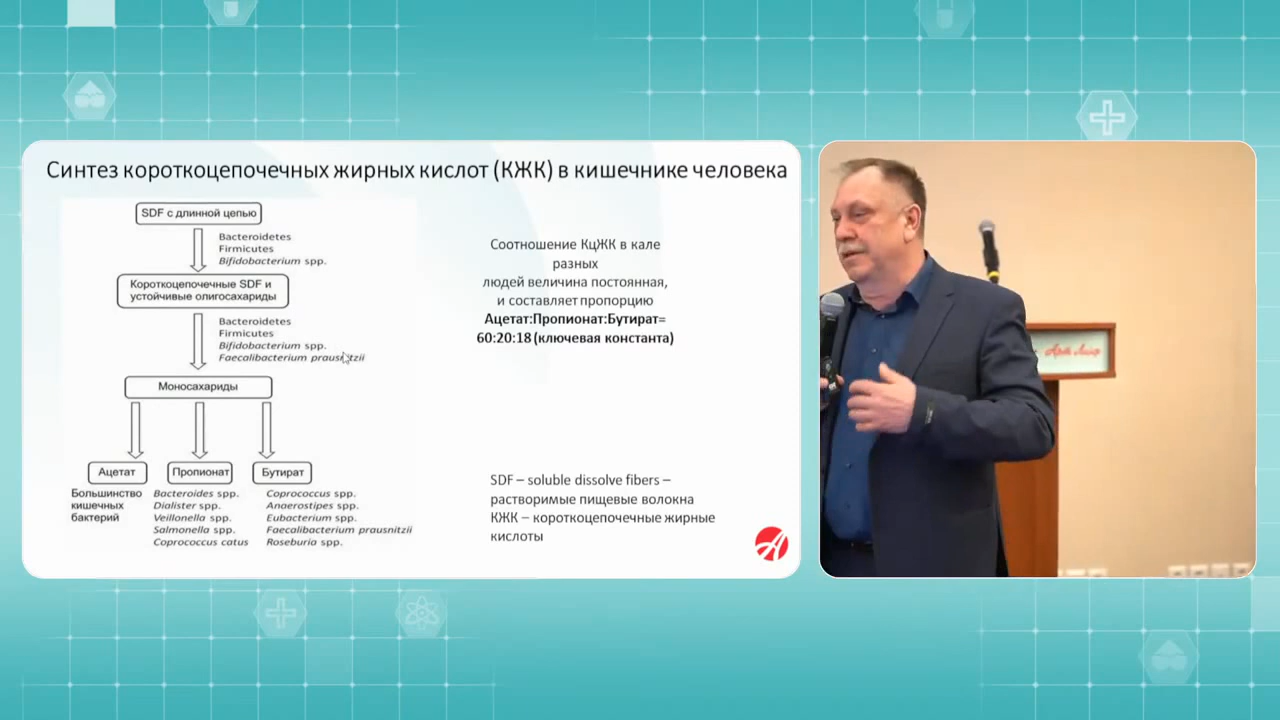 Синтез короткоцепочечных жирных кислот (КЖК) в кишечнике человека
SDF с длинной цепью
Bacteroidetes
Firmicutes
Bifidobacterium spp.
Короткоцепочечные SDF и
устойчивые олигосахариды
Bacteroidetes
Firmicutes
Bifidobacterium spp.
Faecalibacterium prausnitzii
Моносахариды
Ацетат
Пропионат
Бутират
Большинство
кишечных
бактерий
Bacteroides spp.
Dialister spp.
Veillonella spp.
Salmonella spp.
Coprococcus catus
Coprococcus spp.
Anaerostipes spp.
Eubacterium spp.
Faecalibacterium prausnitzii
Roseburia spp.
Соотношение КцЖК в кале
разных
людей величина постоянная,
и составляет пропорцию
Ацетат:Пропионат:Бутират=
60:20:18 (ключевая константа)
SDF – soluble dissolve fibers –
растворимые пищевые волокна
КЖК – короткоцепочечные жирные
кислоты
Арт Лайф